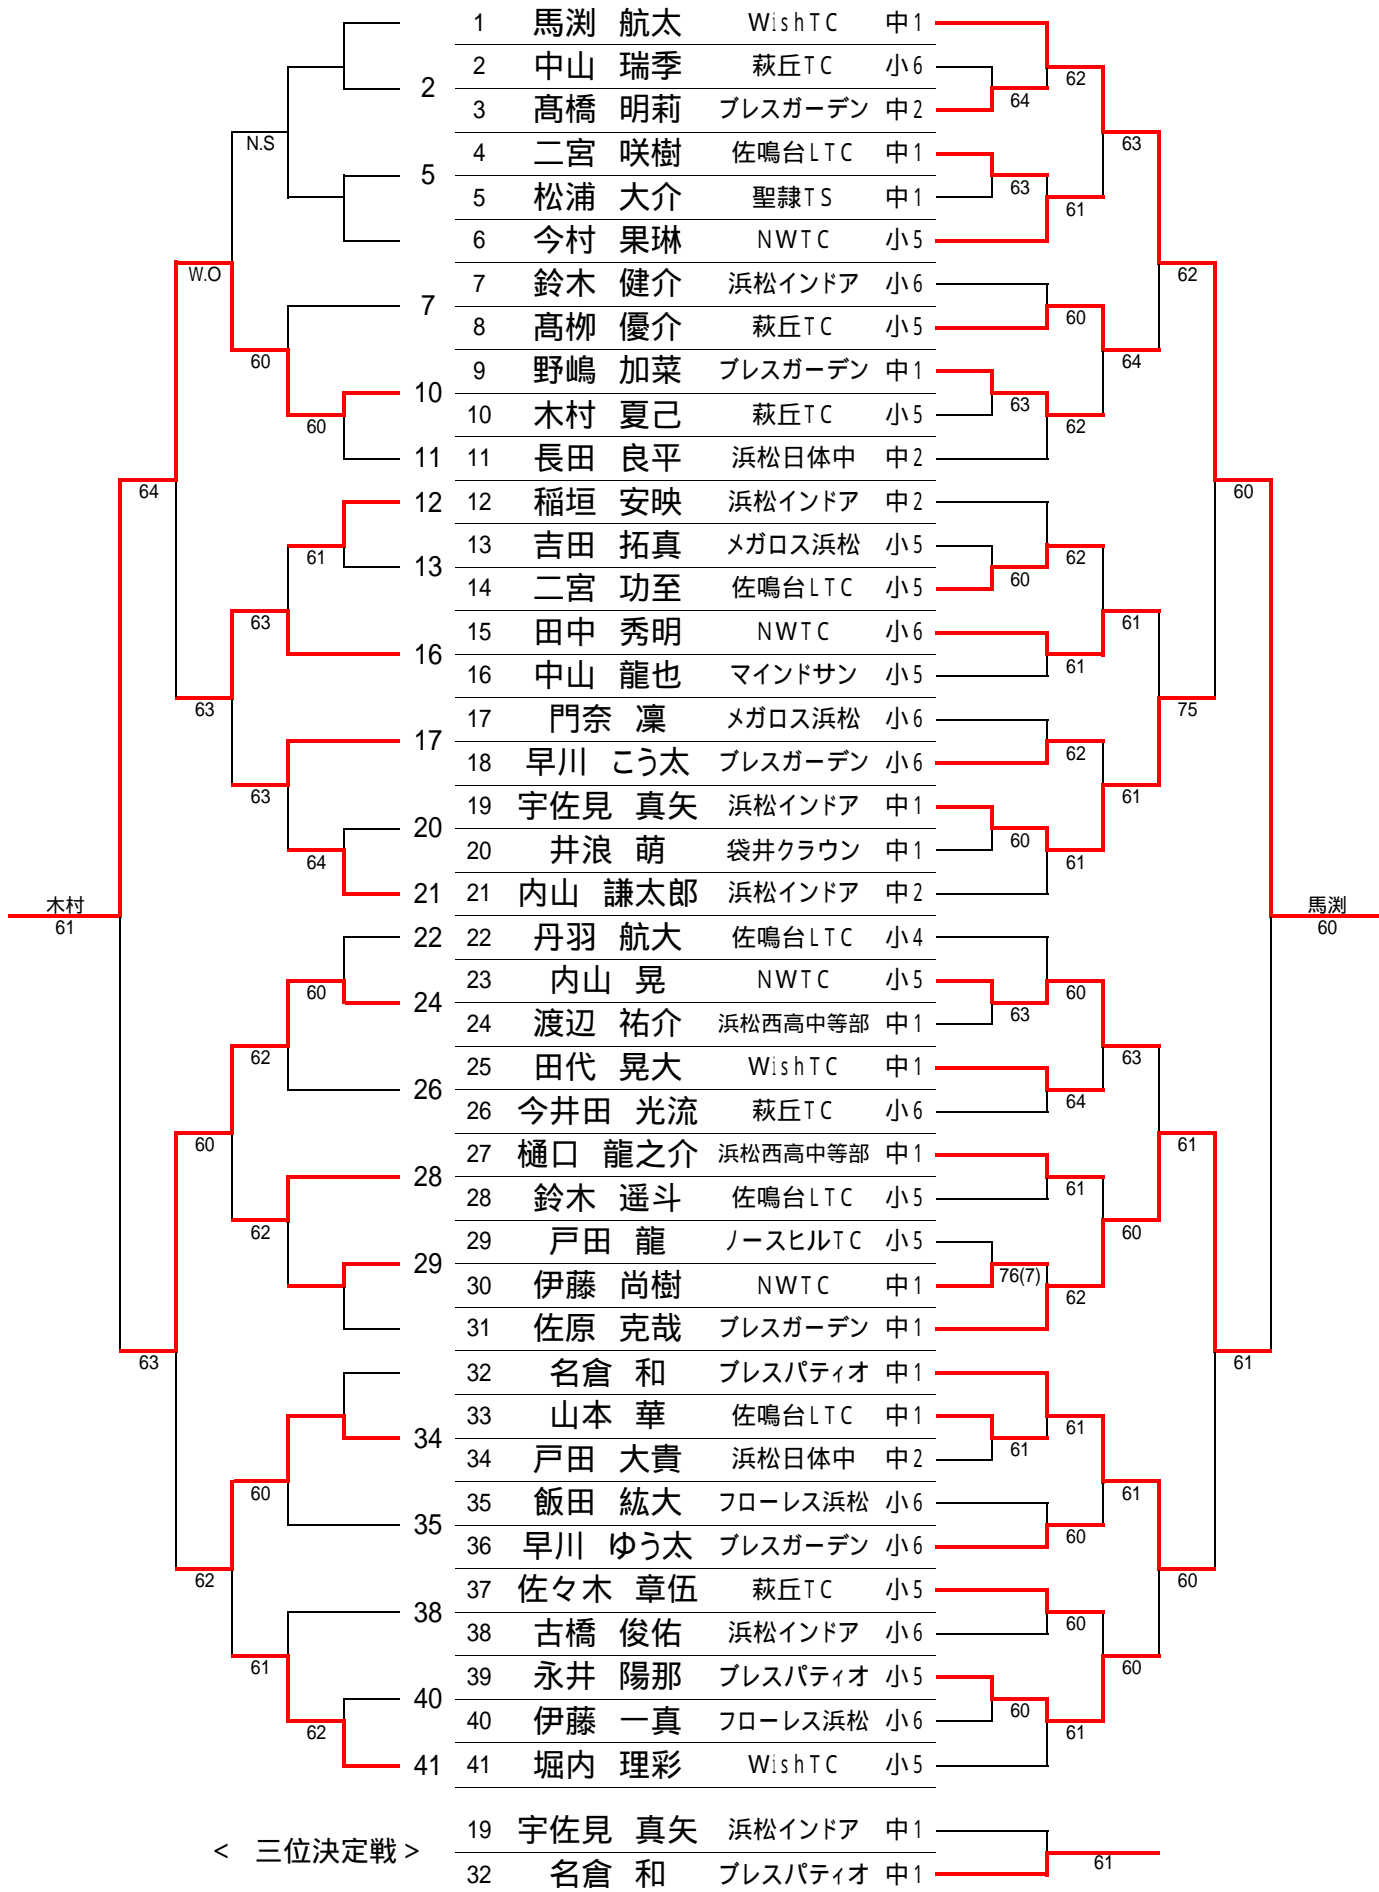 1 馬渕 航太 WishTC 中1
2 中山 瑞季 萩丘TC 小6 62
2
3 髙橋 明莉 ブレスガーデン 中2 64
N.S 4 二宮 咲樹 佐鳴台LTC 中1 63
5
5 松浦 大介 聖隷TS 中1 63 61
6 今村 果琳 NWTC 小5
W.O 7 鈴木 健介 浜松インドア 小6 62
7
8 髙栁 優介 萩丘TC 小5 60
60 9 野嶋 加菜 ブレスガーデン 中1 64
10
60 10 木村 夏己 萩丘TC 小5 63 62
11 11 長田 良平 浜松日体中 中2
64 12 12 稲垣 安映 浜松インドア 中2 60
61 13 吉田 拓真 メガロス浜松 小5 62
13
14 二宮 功至 佐鳴台LTC 小5 60
63 15 田中 秀明 NWTC 小6 61
16
16 中山 龍也 マインドサン 小5 61
63 17 門奈 凜 メガロス浜松 小6 75
17
18 早川 こう太 ブレスガーデン 小6 62
63 19 宇佐見 真矢 浜松インドア 中1 61
20
64 20 井浪 萌 袋井クラウン 中1 60 61
21 21 内山 謙太郎 浜松インドア 中2
木村 馬渕
61 60
22 22 丹羽 航大 佐鳴台LTC 小4
60 23 内山 晃 NWTC 小5 60
24
24 渡辺 祐介 浜松西高中等部 中1 63
62 25 田代 晃大 WishTC 中1 63
26
26 今井田 光流 萩丘TC 小6 64
60 27 樋口 龍之介 浜松西高中等部 中1 61
28
28 鈴木 遥斗 佐鳴台LTC 小5 61
62 29 戸田 龍 ノースヒルTC 小5 60
29
30 伊藤 尚樹 NWTC 中1 76(7) 62
31 佐原 克哉 ブレスガーデン 中1
63 32 名倉 和 ブレスパティオ 中1 61
33 山本 華 佐鳴台LTC 中1 61
34
34 戸田 大貴 浜松日体中 中2 61
60 35 飯田 紘大 フローレス浜松 小6 61
35
36 早川 ゆう太 ブレスガーデン 小6 60
62 37 佐々木 章伍 萩丘TC 小5 60
38
38 古橋 俊佑 浜松インドア 小6 60
61 39 永井 陽那 ブレスパティオ 小5 60
40
62 40 伊藤 一真 フローレス浜松 小6 60 61
41 41 堀内 理彩 WishTC 小5
19 宇佐見 真矢 浜松インドア 中1
< 三位決定戦 >
32 名倉 和 ブレスパティオ 中1 61